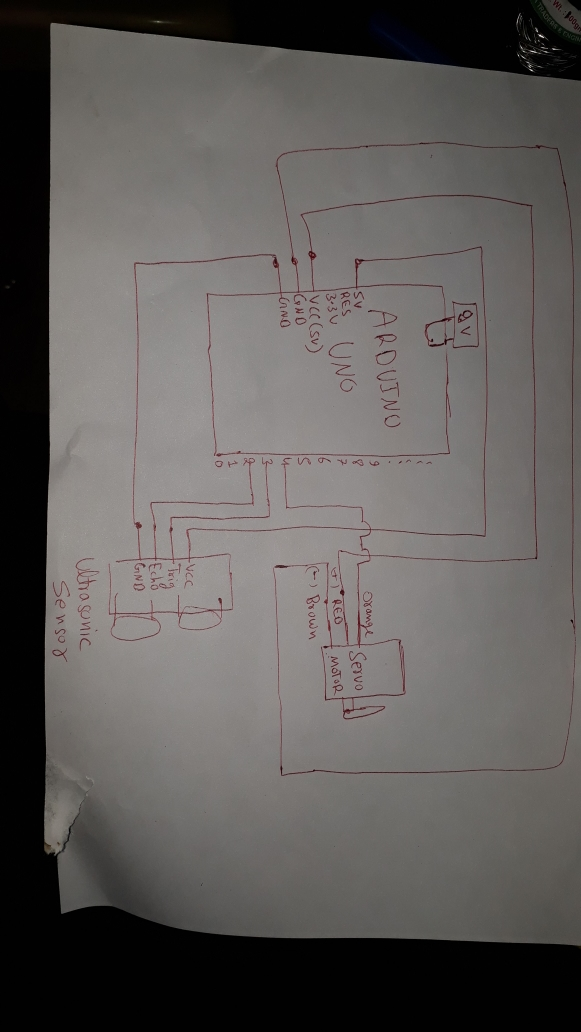 9V
ARDUINO
UNO
5V
RES
3.3V
VCC (5V)
GND
GND
0
1
2
3
4
5
6
7
8
9
Orange
(+) RED
(-) Brown
Servo
MOTOR
VCC
Trig
Echo
GND
Ultrasonic
Sensor